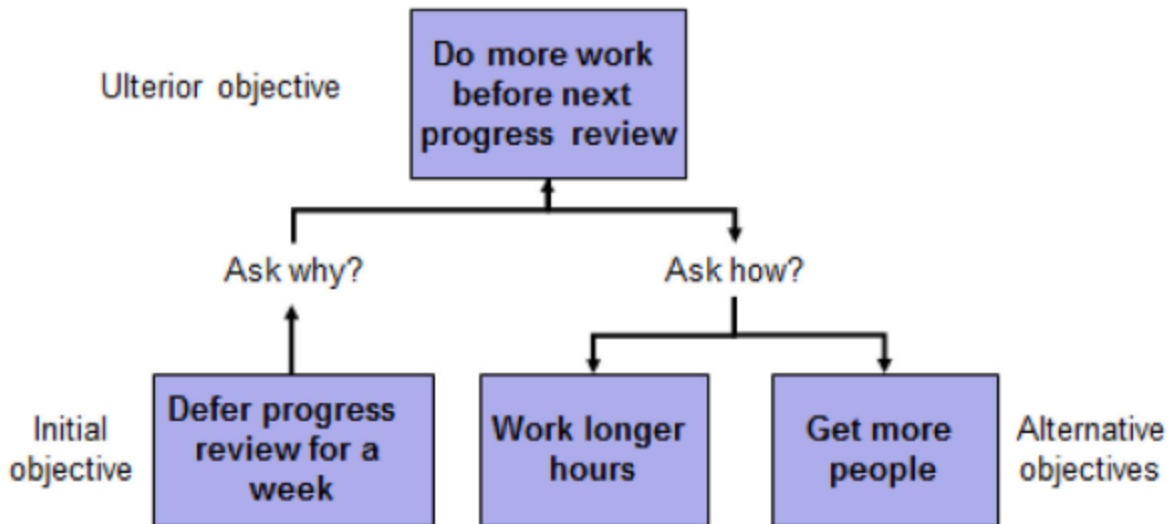 Do more work
before next
progress review
Ulterior objective
Ask why?
Ask how?
Initial
objective
Defer progress
review for a
week
Work longer
hours
Get more
people
Alternative
objectives